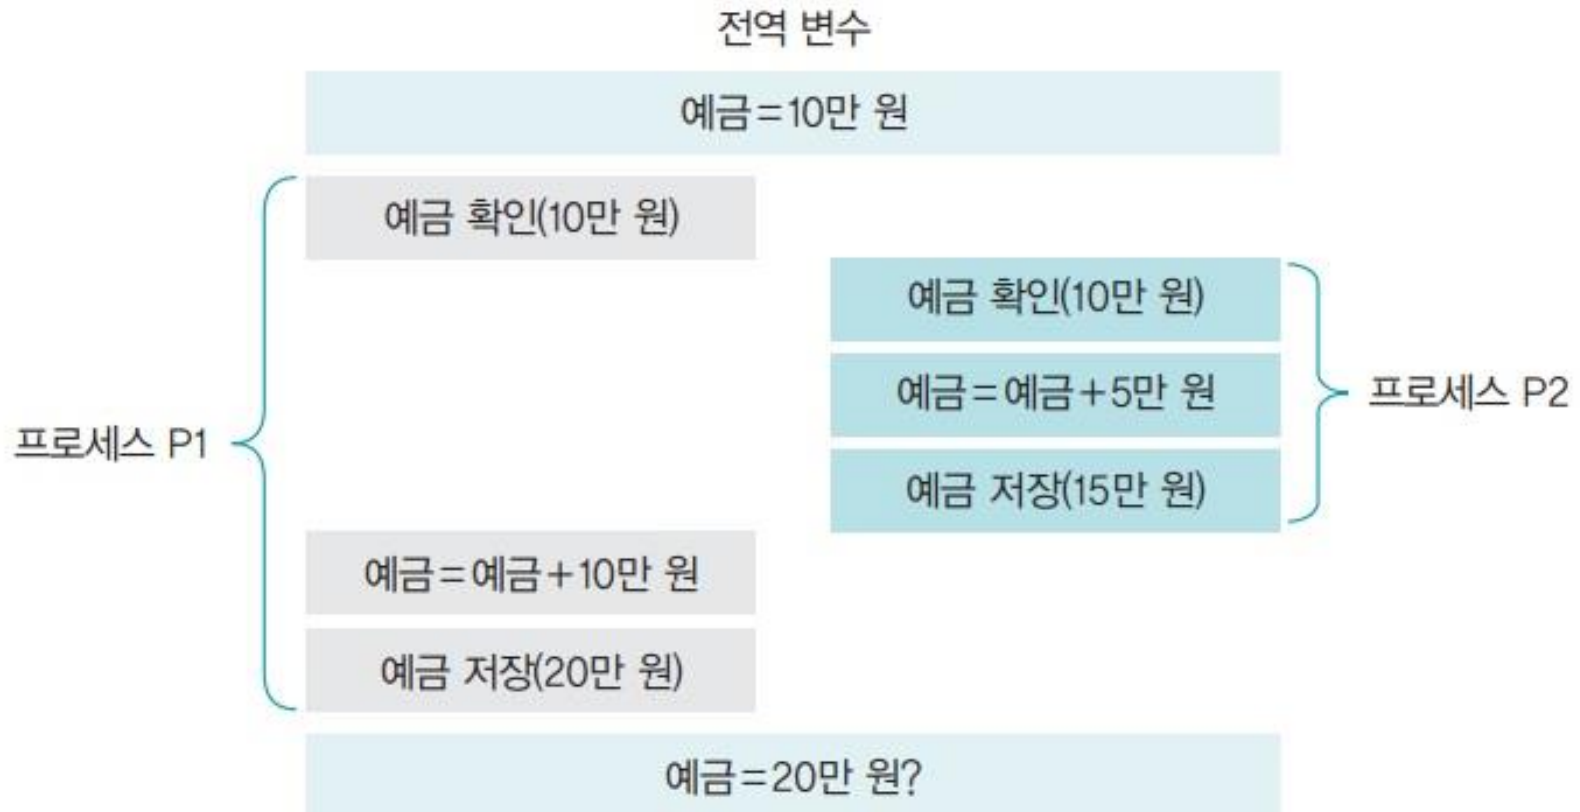 전역 변수
예금=10만 원
예금 확인(10만 원)
예금 확인(10만 원)
예금=예금+5만 원
프로세스 P2
예금 저장(15만 원)
프로세스 P1
예금=예금+10만 원
예금 저장(20만 원)
예금=20만 원?